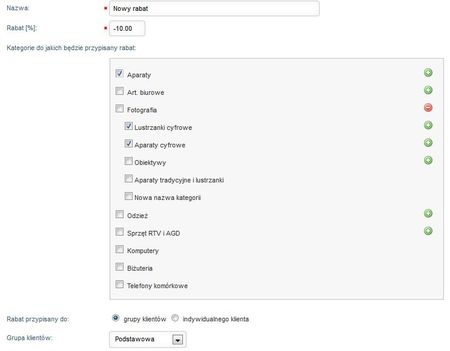 Nazwa: * Nowy rabat
Rabat [%]: * -10.00
Kategorie do jakich będzie przypisany rabat:
Aparaty
Art. biurowe
Fotografia
Lustrzanki cyfrowe
Aparaty cyfrowe
Obiektywy
Aparaty tradycyjne i lustrzanki
Nowa nazwa kategorii
Odzież
Sprzęt RTV i AGD
Komputery
Biżuteria
Telefony komórkowe
Rabat przypisany do: grupy klientów indywidualnego klienta
Grupa klientów: Podstawowa